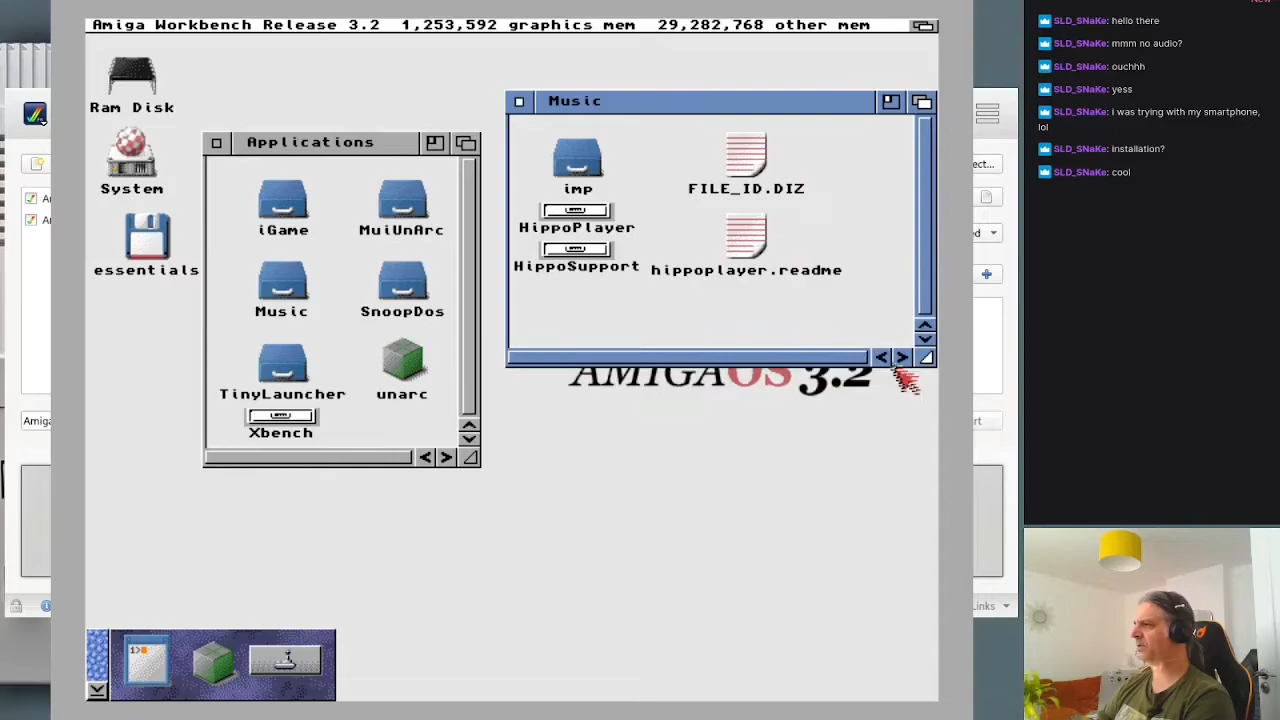 Amiga Workbench Release 3.2  1,253,592 graphics mem  29,282,768 other mem
Ram Disk
System
essentials
Applications
iGame
MuiUnArc
Music
SnoopDos
TinyLauncher
unarc
Xbench
Music
imp
FILE_ID.DIZ
HippoPlayer
HippoSupport
hippoplayer.readme
AMIGAOS 3.2
1>
Amiga
Links
SLD_SNaKe: hello there
SLD_SNaKe: mmm no audio?
SLD_SNaKe: ouchhh
SLD_SNaKe: yess
SLD_SNaKe: i was trying with my smartphone,
lol
SLD_SNaKe: installation?
SLD_SNaKe: cool